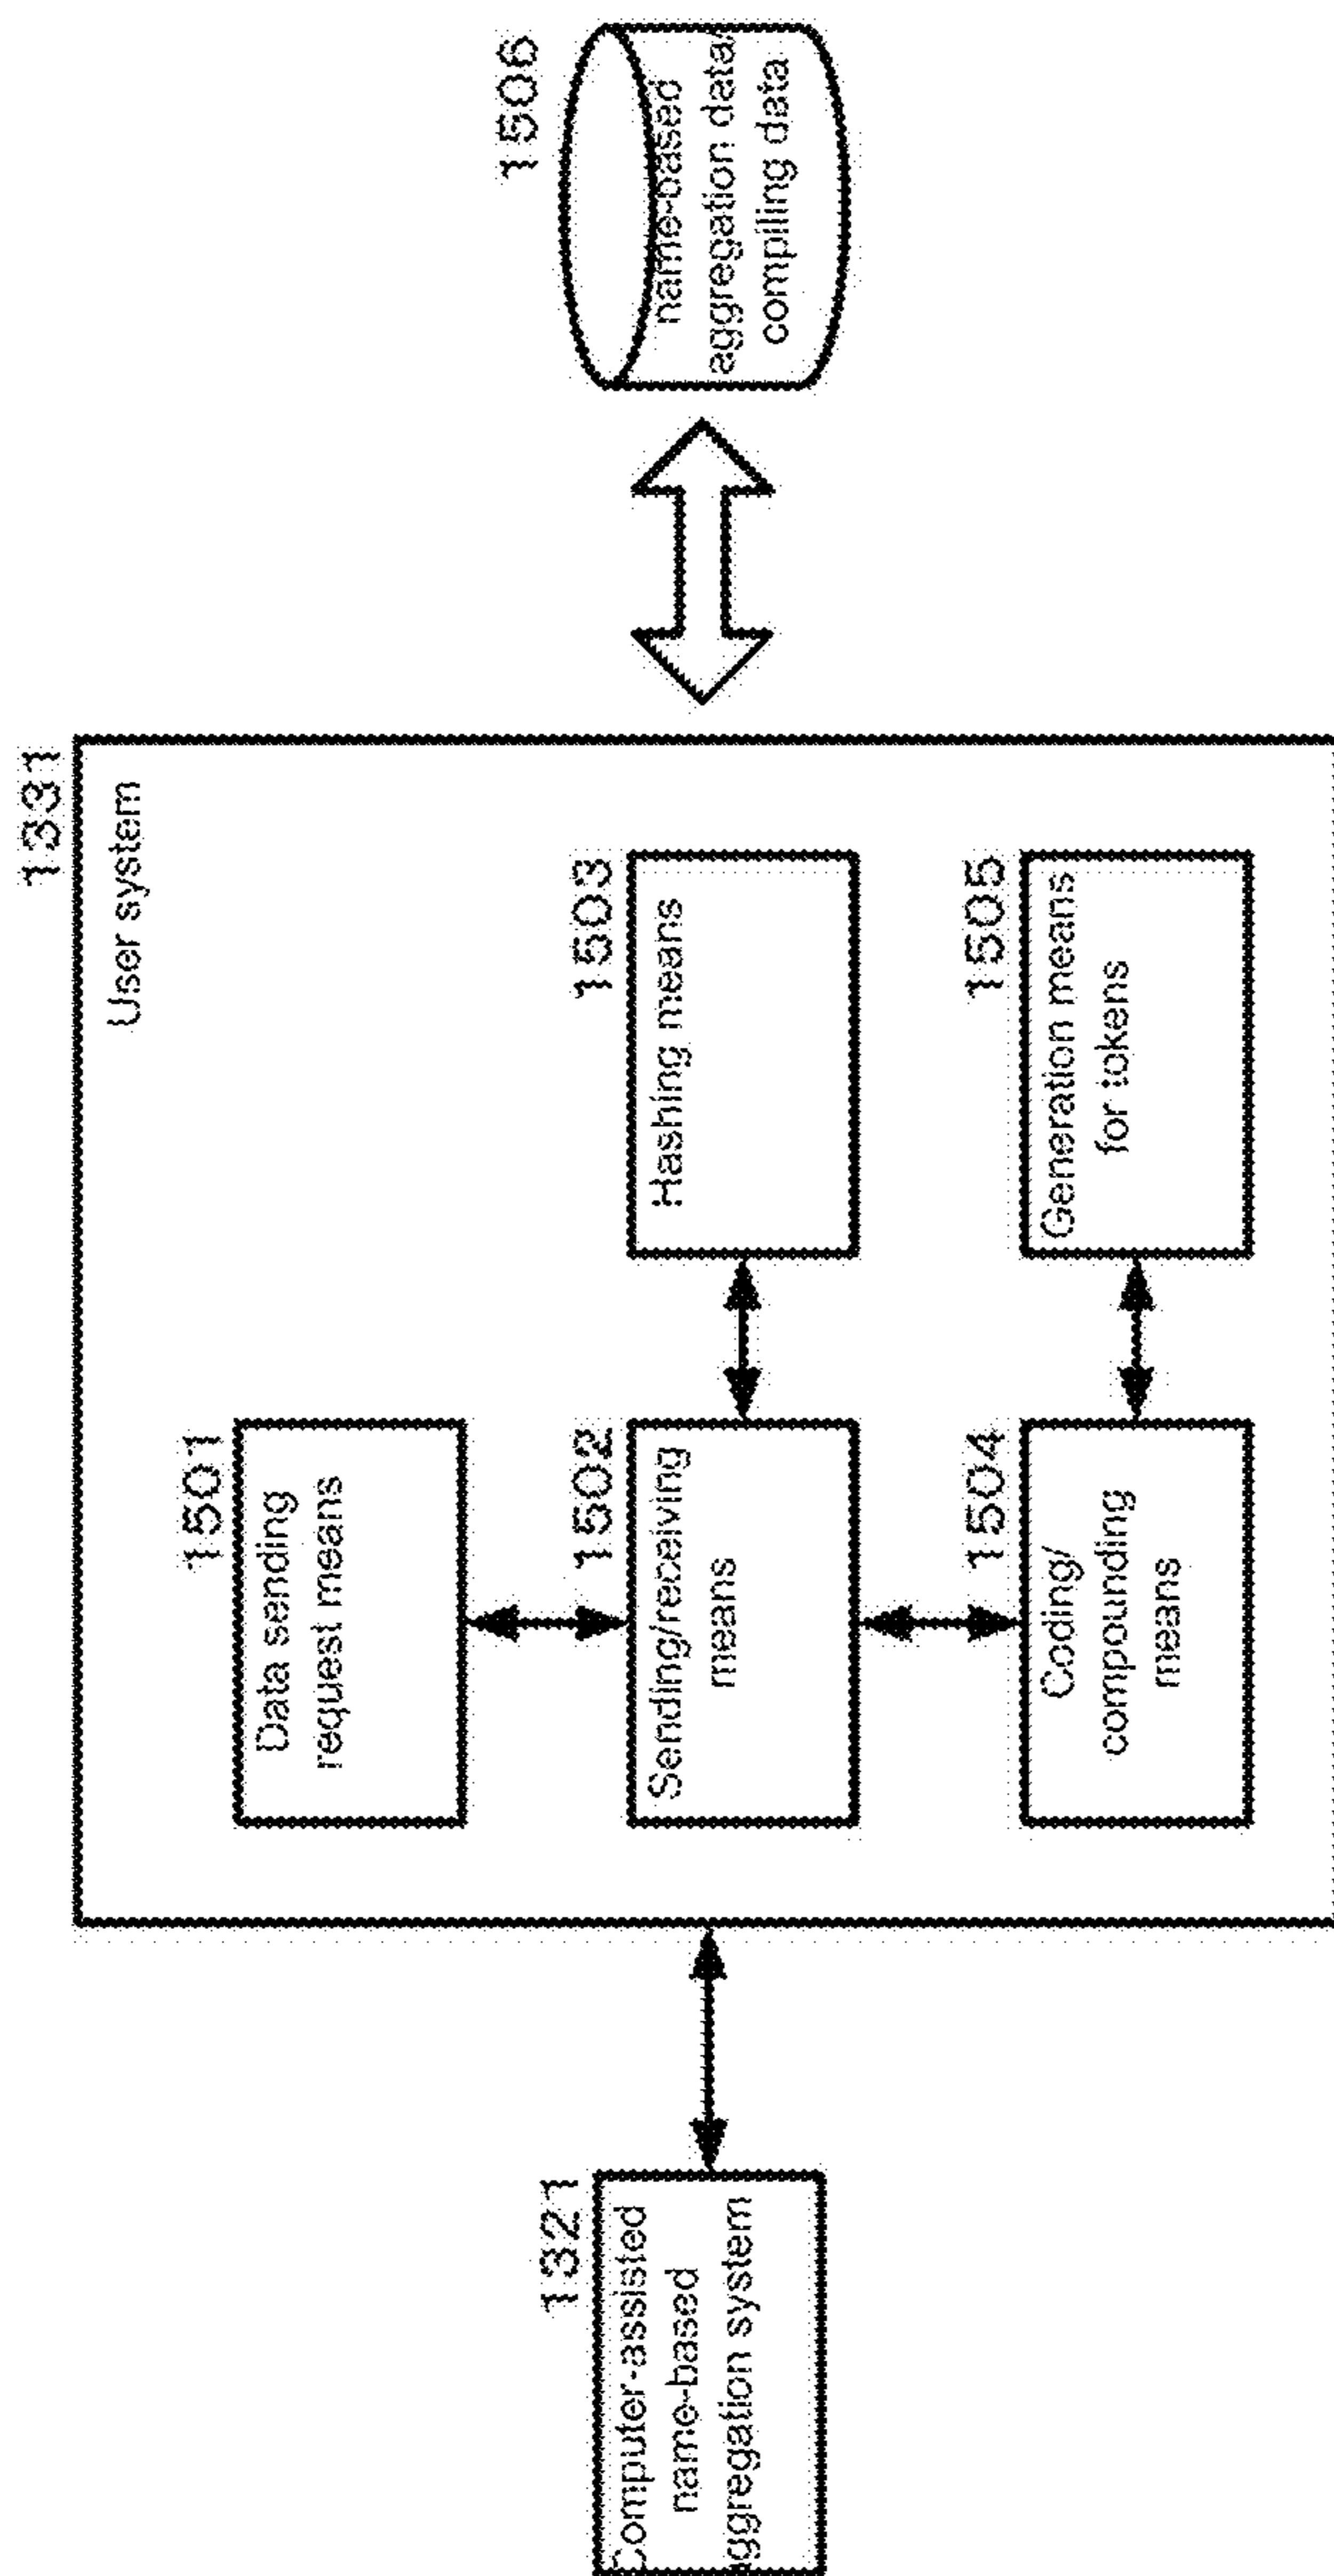 1331
User system
1501
Data sending
request means
1502
Sending/receiving
means
1503
Hashing means
1504
Coding/
compounding
means
1505
Generation means
for tokens
1321
Computer-assisted
name-based
aggregation system
1506
name-based
aggregation data/
compiling data